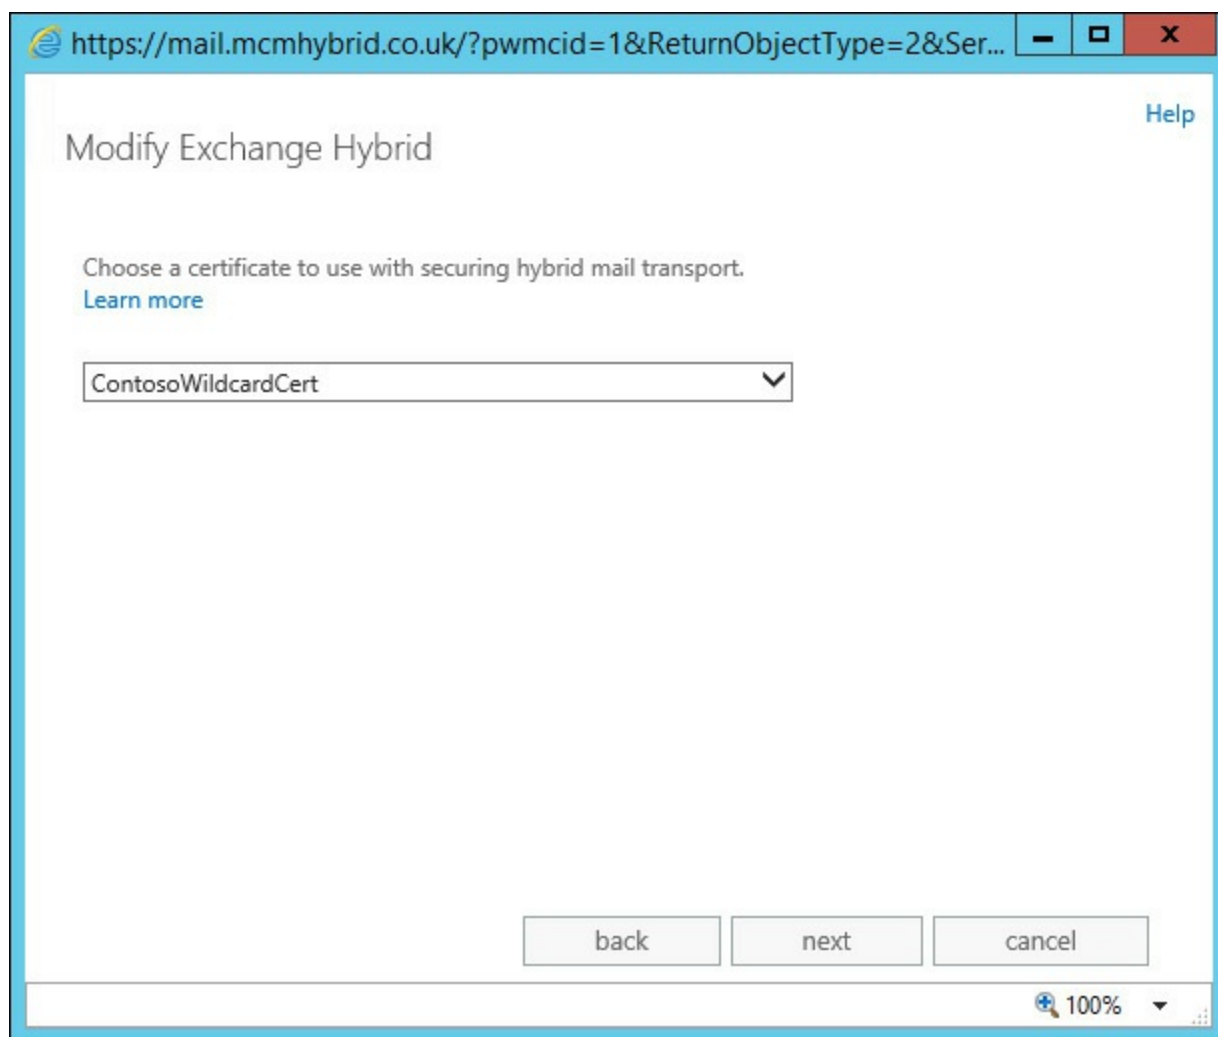 https://mail.mcmhybrid.co.uk/?pwmcid=1&ReturnObjectType=2&Ser...
Help
Modify Exchange Hybrid
Choose a certificate to use with securing hybrid mail transport.
Learn more
ContosoWildcardCert
back next cancel
100%